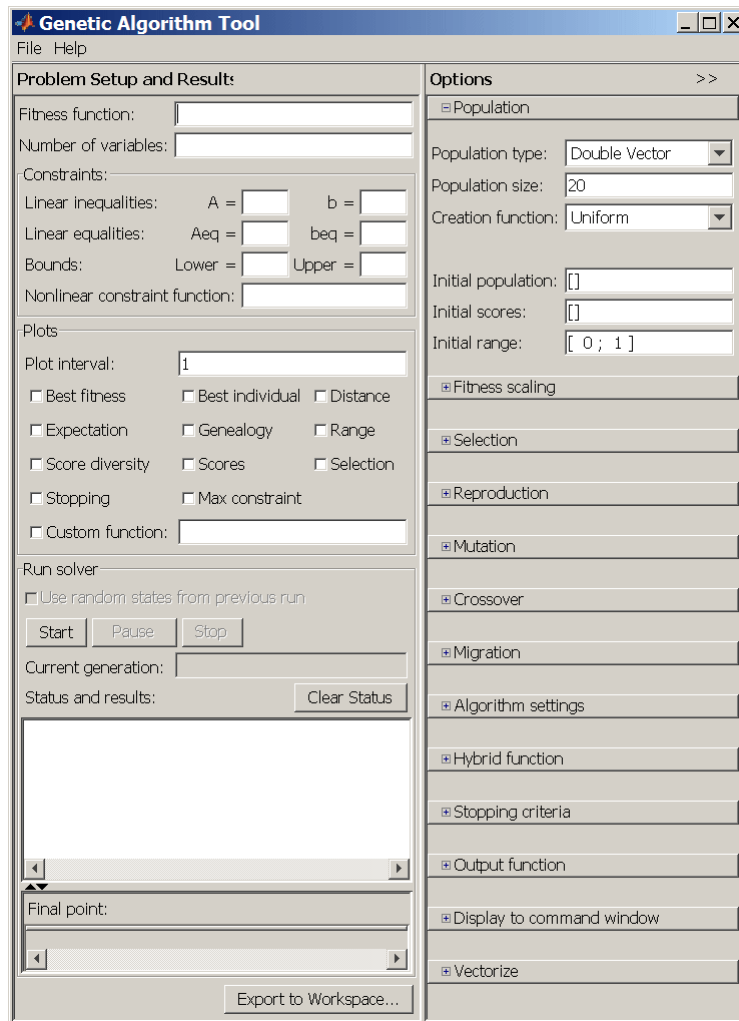 Genetic Algorithm Tool
File Help
Problem Setup and Results
Fitness function:
Number of variables:
Constraints:
Linear inequalities: A = b =
Linear equalities: Aeq = beq =
Bounds: Lower = Upper =
Nonlinear constraint function:
Plots
Plot interval: 1
Best fitness Best individual Distance
Expectation Genealogy Range
Score diversity Scores Selection
Stopping Max constraint
Custom function:
Run solver
Use random states from previous run
Start Pause Stop
Current generation:
Status and results: Clear Status
Final point:
Export to Workspace...
Options >>
Population
Population type: Double Vector
Population size: 20
Creation function: Uniform
Initial population: []
Initial scores: []
Initial range: [ 0 ; 1 ]
Fitness scaling
Selection
Reproduction
Mutation
Crossover
Migration
Algorithm settings
Hybrid function
Stopping criteria
Output function
Display to command window
Vectorize